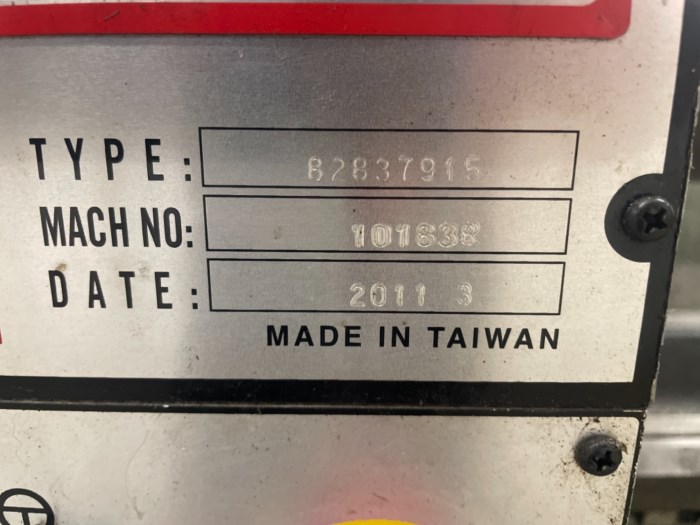 TYPE: B2837915
MACH NO: 101838
DATE: 2011 3
MADE IN TAIWAN